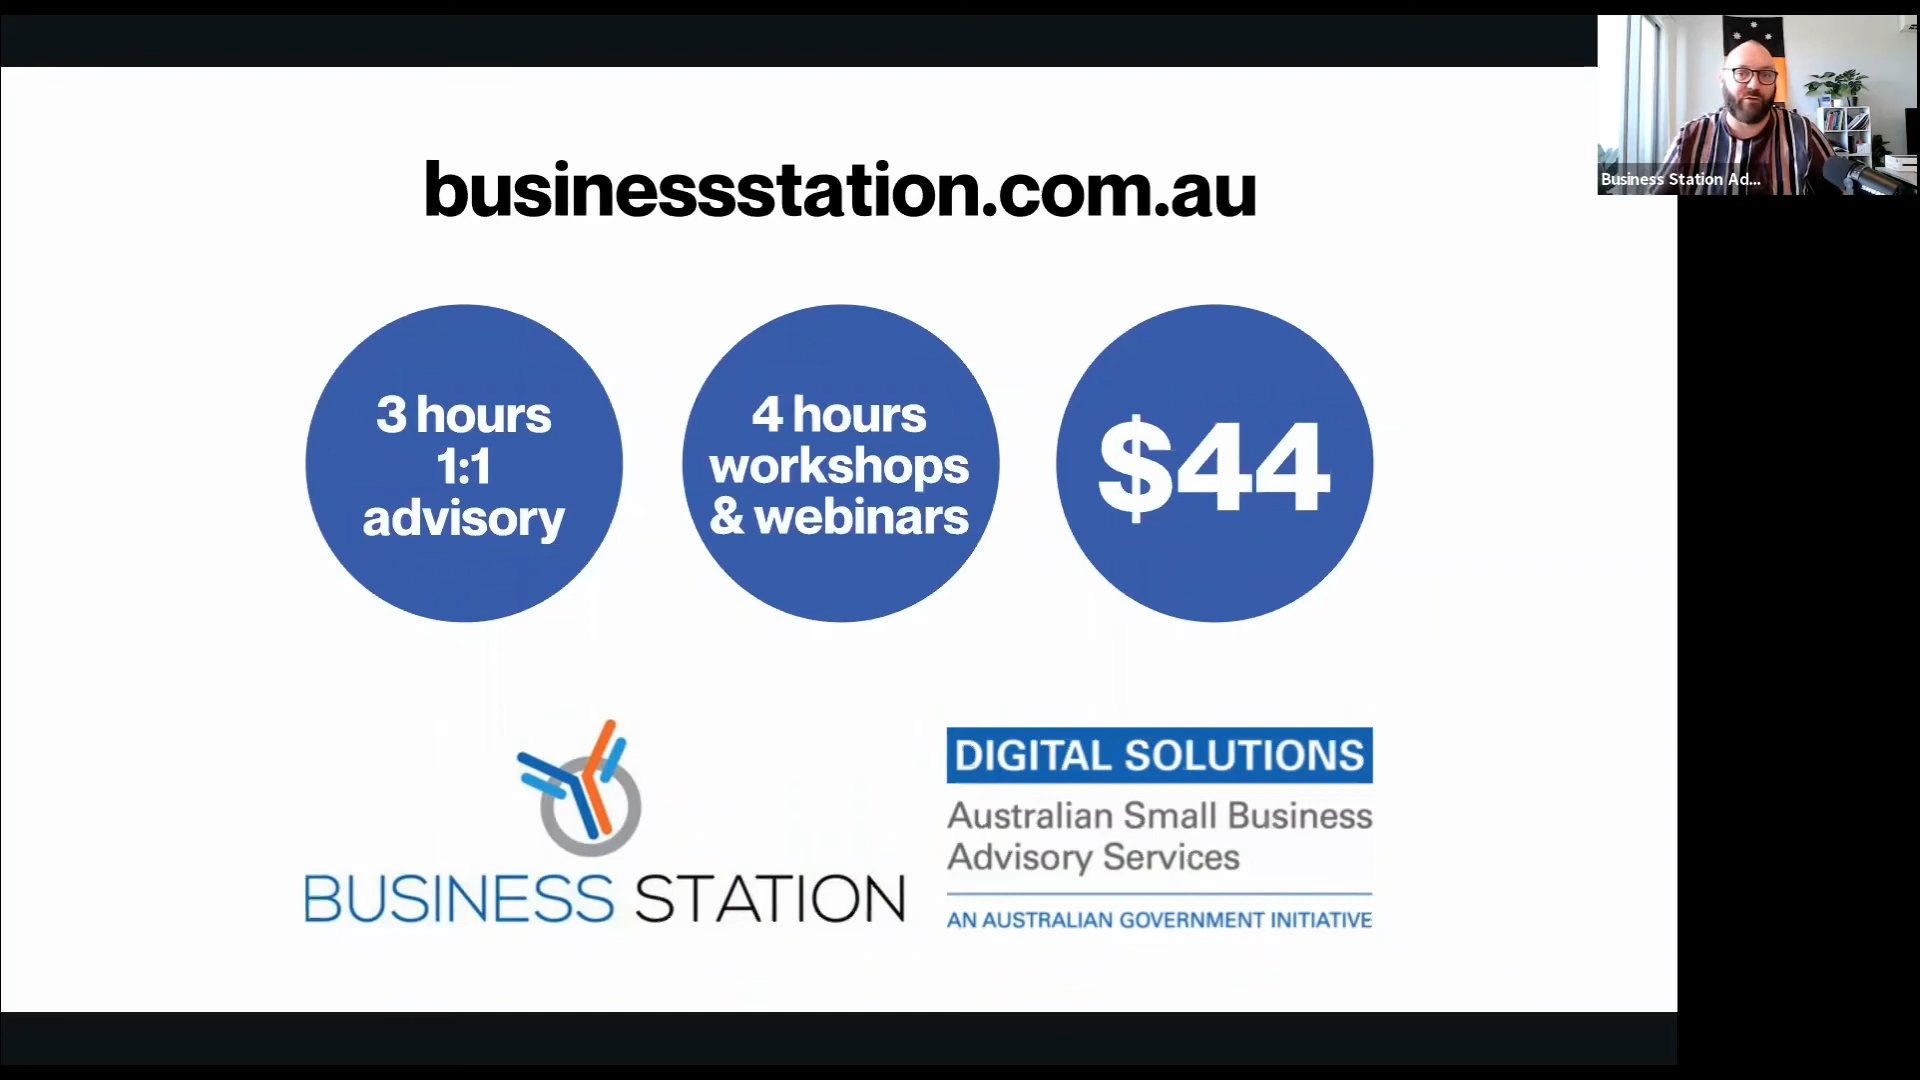 businessstation.com.au
3 hours
1:1
advisory
4 hours
workshops
& webinars
$44
BUSINESS STATION
DIGITAL SOLUTIONS
Australian Small Business
Advisory Services
AN AUSTRALIAN GOVERNMENT INITIATIVE
Business Station Ad...